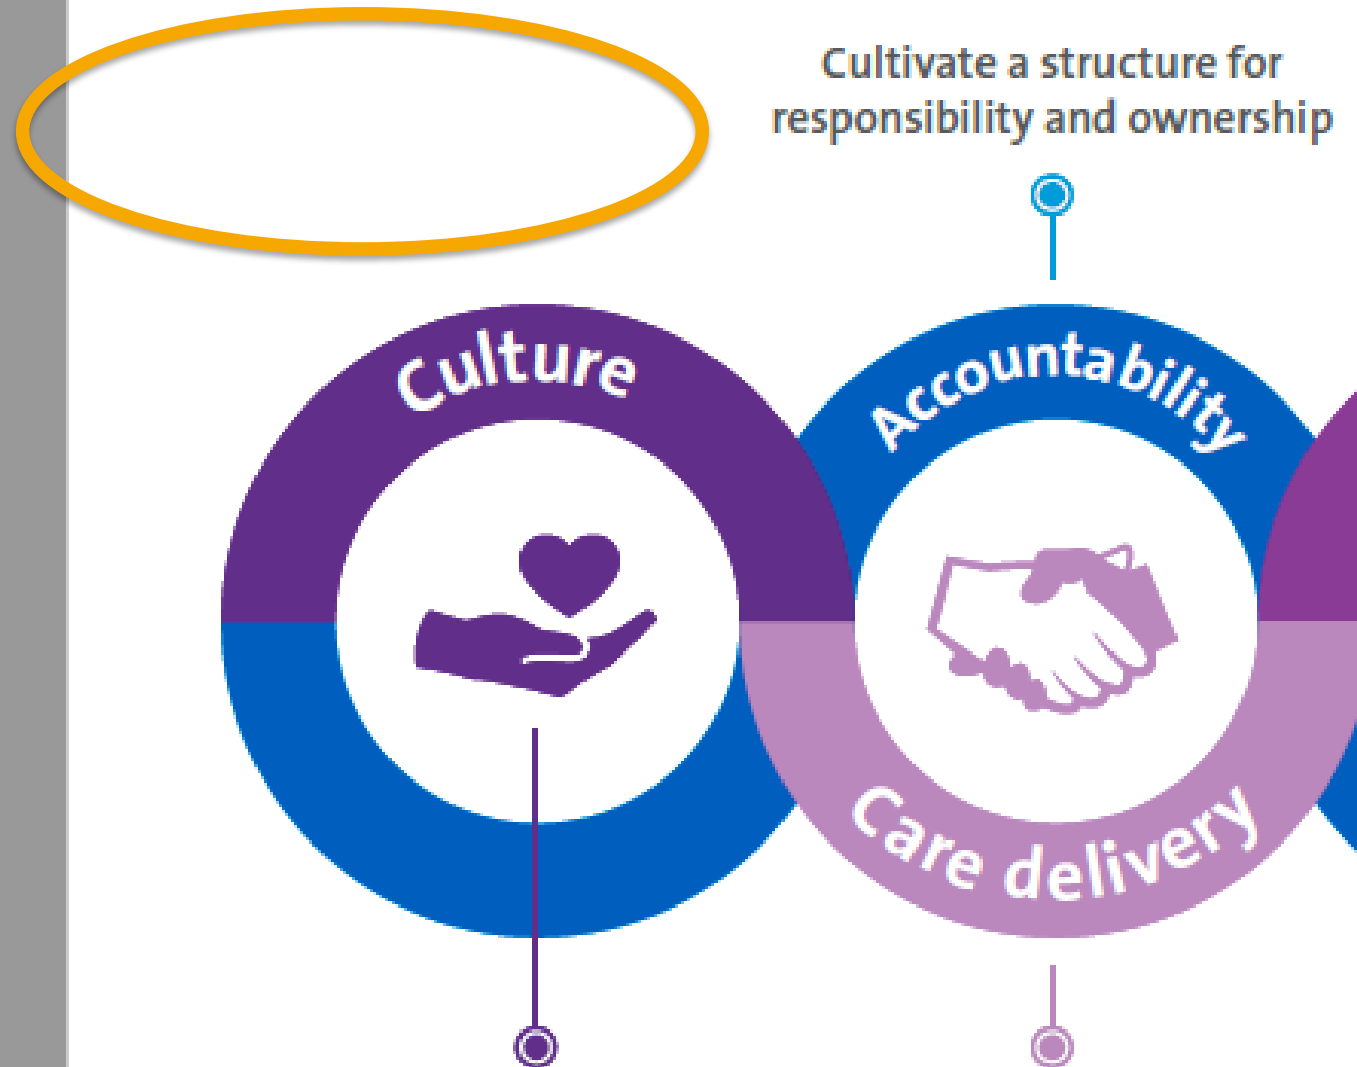 Cultivate a structure for
responsibility and ownership
Culture
Accountability
Care delivery